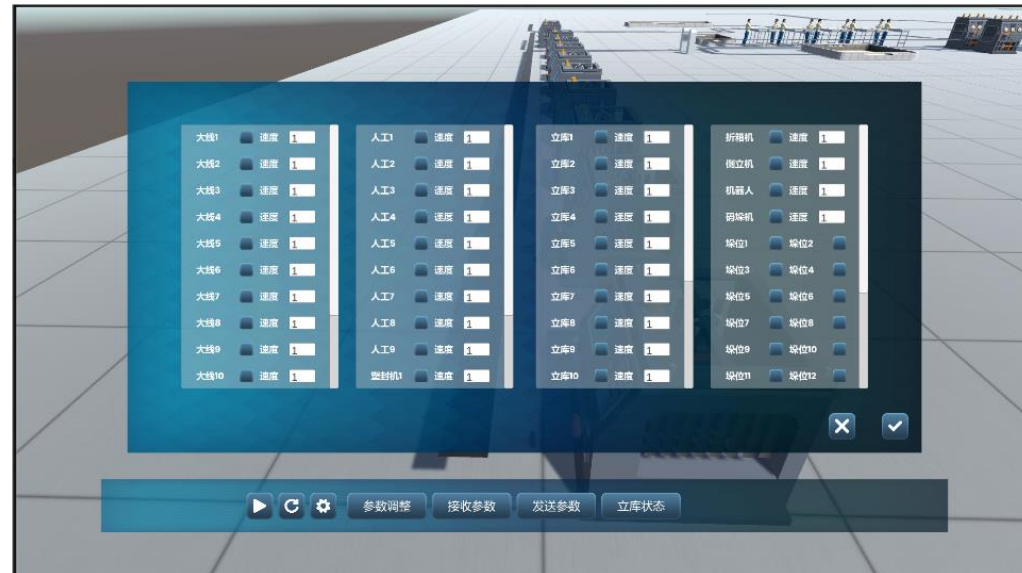 大线1 速度 1 人工1 速度 1 立库1 速度 1 折箱机 速度 1
大线2 速度 1 人工2 速度 1 立库2 速度 1 倒立机 速度 1
大线3 速度 1 人工3 速度 1 立库3 速度 1 机器人 速度 1
大线4 速度 1 人工4 速度 1 立库4 速度 1 码垛机 速度 1
大线5 速度 1 人工5 速度 1 立库5 速度 1 垛位1 垛位2
大线6 速度 1 人工6 速度 1 立库6 速度 1 垛位3 垛位4
大线7 速度 1 人工7 速度 1 立库7 速度 1 垛位5 垛位6
大线8 速度 1 人工8 速度 1 立库8 速度 1 垛位7 垛位8
大线9 速度 1 人工9 速度 1 立库9 速度 1 垛位9 垛位10
大线10 速度 1 塑封机1 速度 1 立库10 速度 1 垛位11 垛位12
参数调整 接收参数 发送参数 立库状态